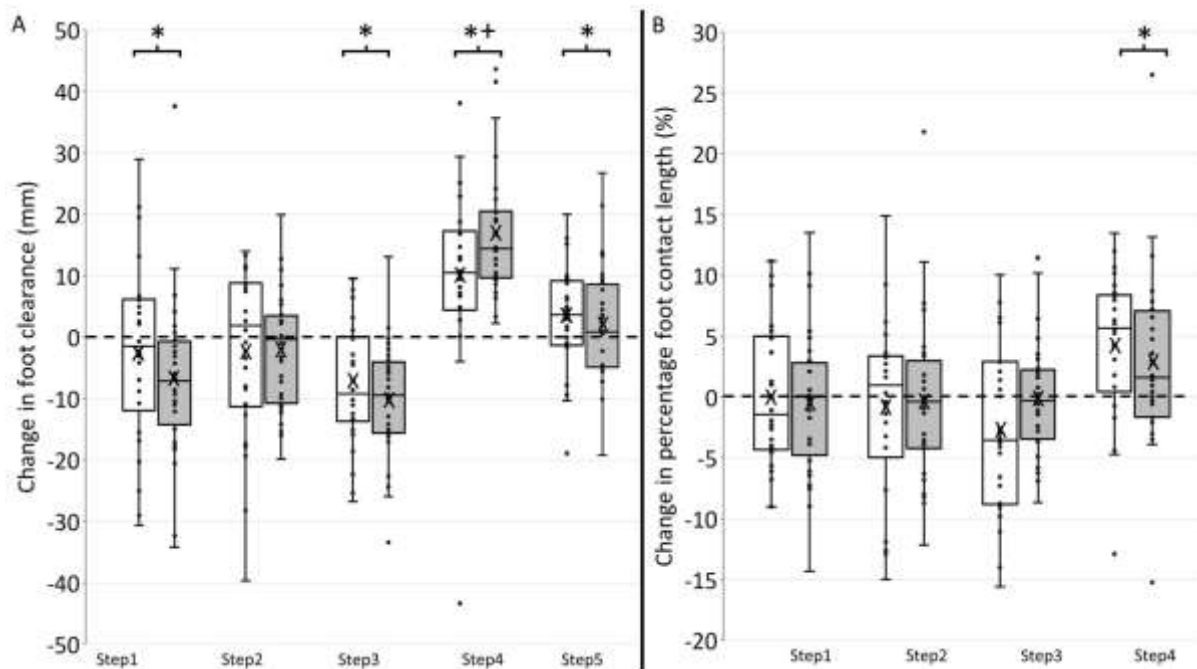 A
Change in foot clearance (mm)
50
40
30
20
10
0
-10
-20
-30
-40
-50
*
*
*+
*
Step1
Step2
Step3
Step4
Step5
B
Change in percentage foot contact length (%)
30
25
20
15
10
5
0
-5
-10
-15
-20
*
Step1
Step2
Step3
Step4